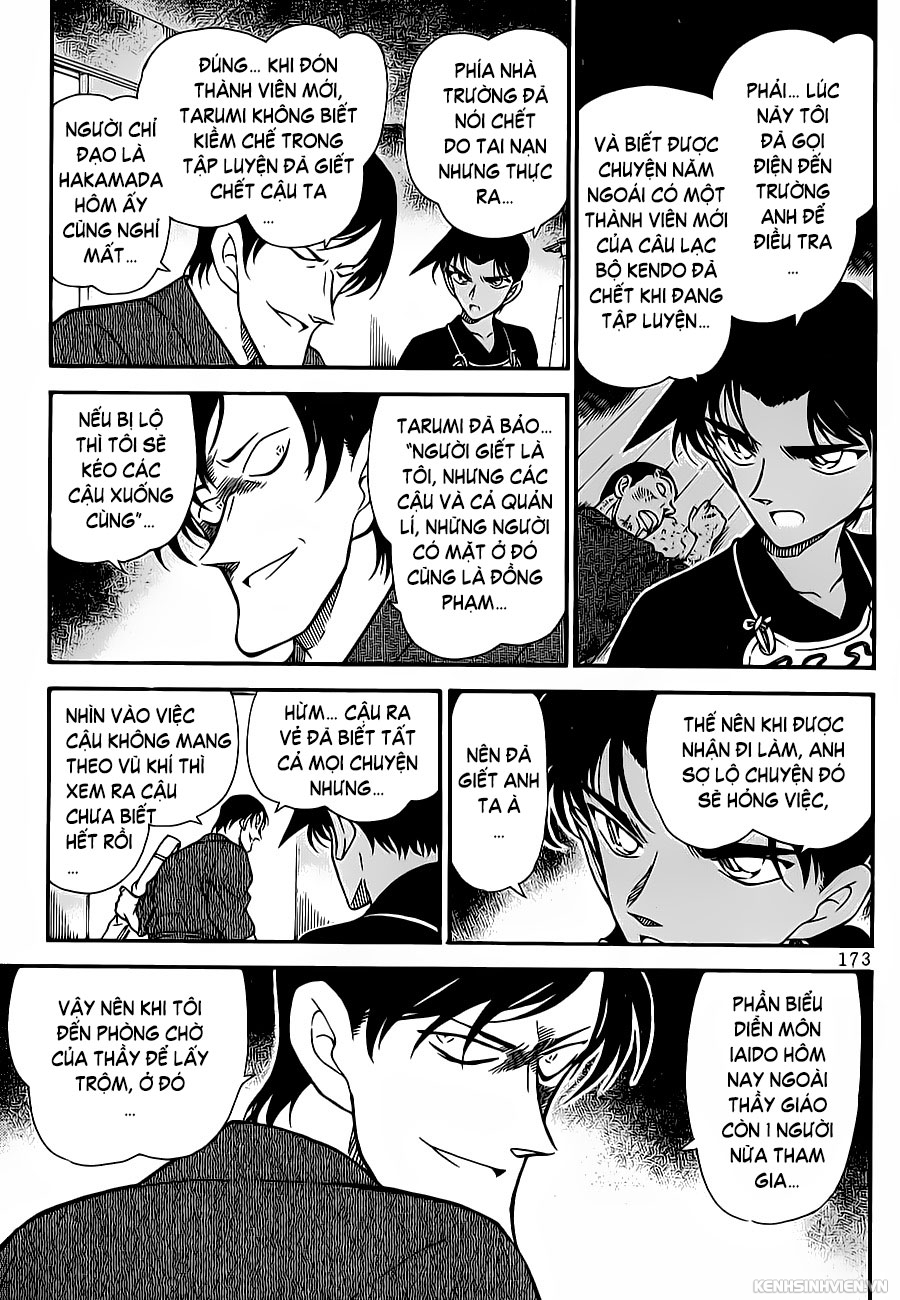 PHẢI... LÚC
NÃY TÔI
ĐÃ GỌI
ĐIỆN ĐẾN
TRƯỜNG
ANH ĐỂ
ĐIỀU TRA
...
VÀ BIẾT ĐƯỢC
CHUYỆN NĂM
NGOÁI CÓ MỘT
THÀNH VIÊN MỚI
CỦA CÂU LẠC
BỘ KENDO ĐÃ
CHẾT KHI ĐANG
TẬP LUYỆN...
PHÍA NHÀ
TRƯỜNG ĐÃ
NÓI CHẾT
DO TAI NẠN
NHƯNG THỰC
RA...
ĐÚNG... KHI ĐÓN
THÀNH VIÊN MỚI,
TARUMI KHÔNG BIẾT
KIỀM CHẾ TRONG
TẬP LUYỆN ĐÃ GIẾT
CHẾT CẬU TA
...
NGƯỜI CHỈ
ĐẠO LÀ
HAKAMADA
HÔM ẤY
CŨNG NGHỈ
MẤT...
TARUMI ĐÃ BẢO...
“NGƯỜI GIẾT LÀ
TÔI, NHƯNG CÁC
CẬU VÀ CẢ QUẢN
LÍ, NHỮNG NGƯỜI
CÓ MẶT Ở ĐÓ
CŨNG LÀ ĐỒNG
PHẠM...
NẾU BỊ LỘ
THÌ TÔI SẼ
KÉO CÁC
CẬU XUỐNG
CÙNG”...
THẾ NÊN KHI ĐƯỢC
NHẬN ĐI LÀM, ANH
SỢ LỘ CHUYỆN ĐÓ
SẼ HỎNG VIỆC,
NÊN ĐÃ
GIẾT ANH
TA À
...
HỪM... CẬU RA
VẺ ĐÃ BIẾT TẤT
CẢ MỌI CHUYỆN
NHƯNG...
NHÌN VÀO VIỆC
CẬU KHÔNG MANG
THEO VŨ KHÍ THÌ
XEM RA CẬU
CHƯA BIẾT
HẾT RỒI
...
173
PHẦN BIỂU
DIỄN MÔN
IAIDO HÔM
NAY NGOÀI
THẦY GIÁO
CÒN 1 NGƯỜI
NỮA THAM
GIA...
VẬY NÊN KHI TÔI
ĐẾN PHÒNG CHỜ
CỦA THẦY ĐỂ LẤY
TRỘM, Ở ĐÓ
...
KENHSINHVIEN.VN